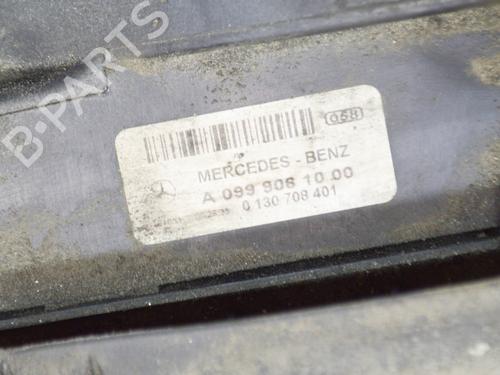 B-PARTS
058
MERCEDES - BENZ
A 099 906 10 00
0 130 708 401